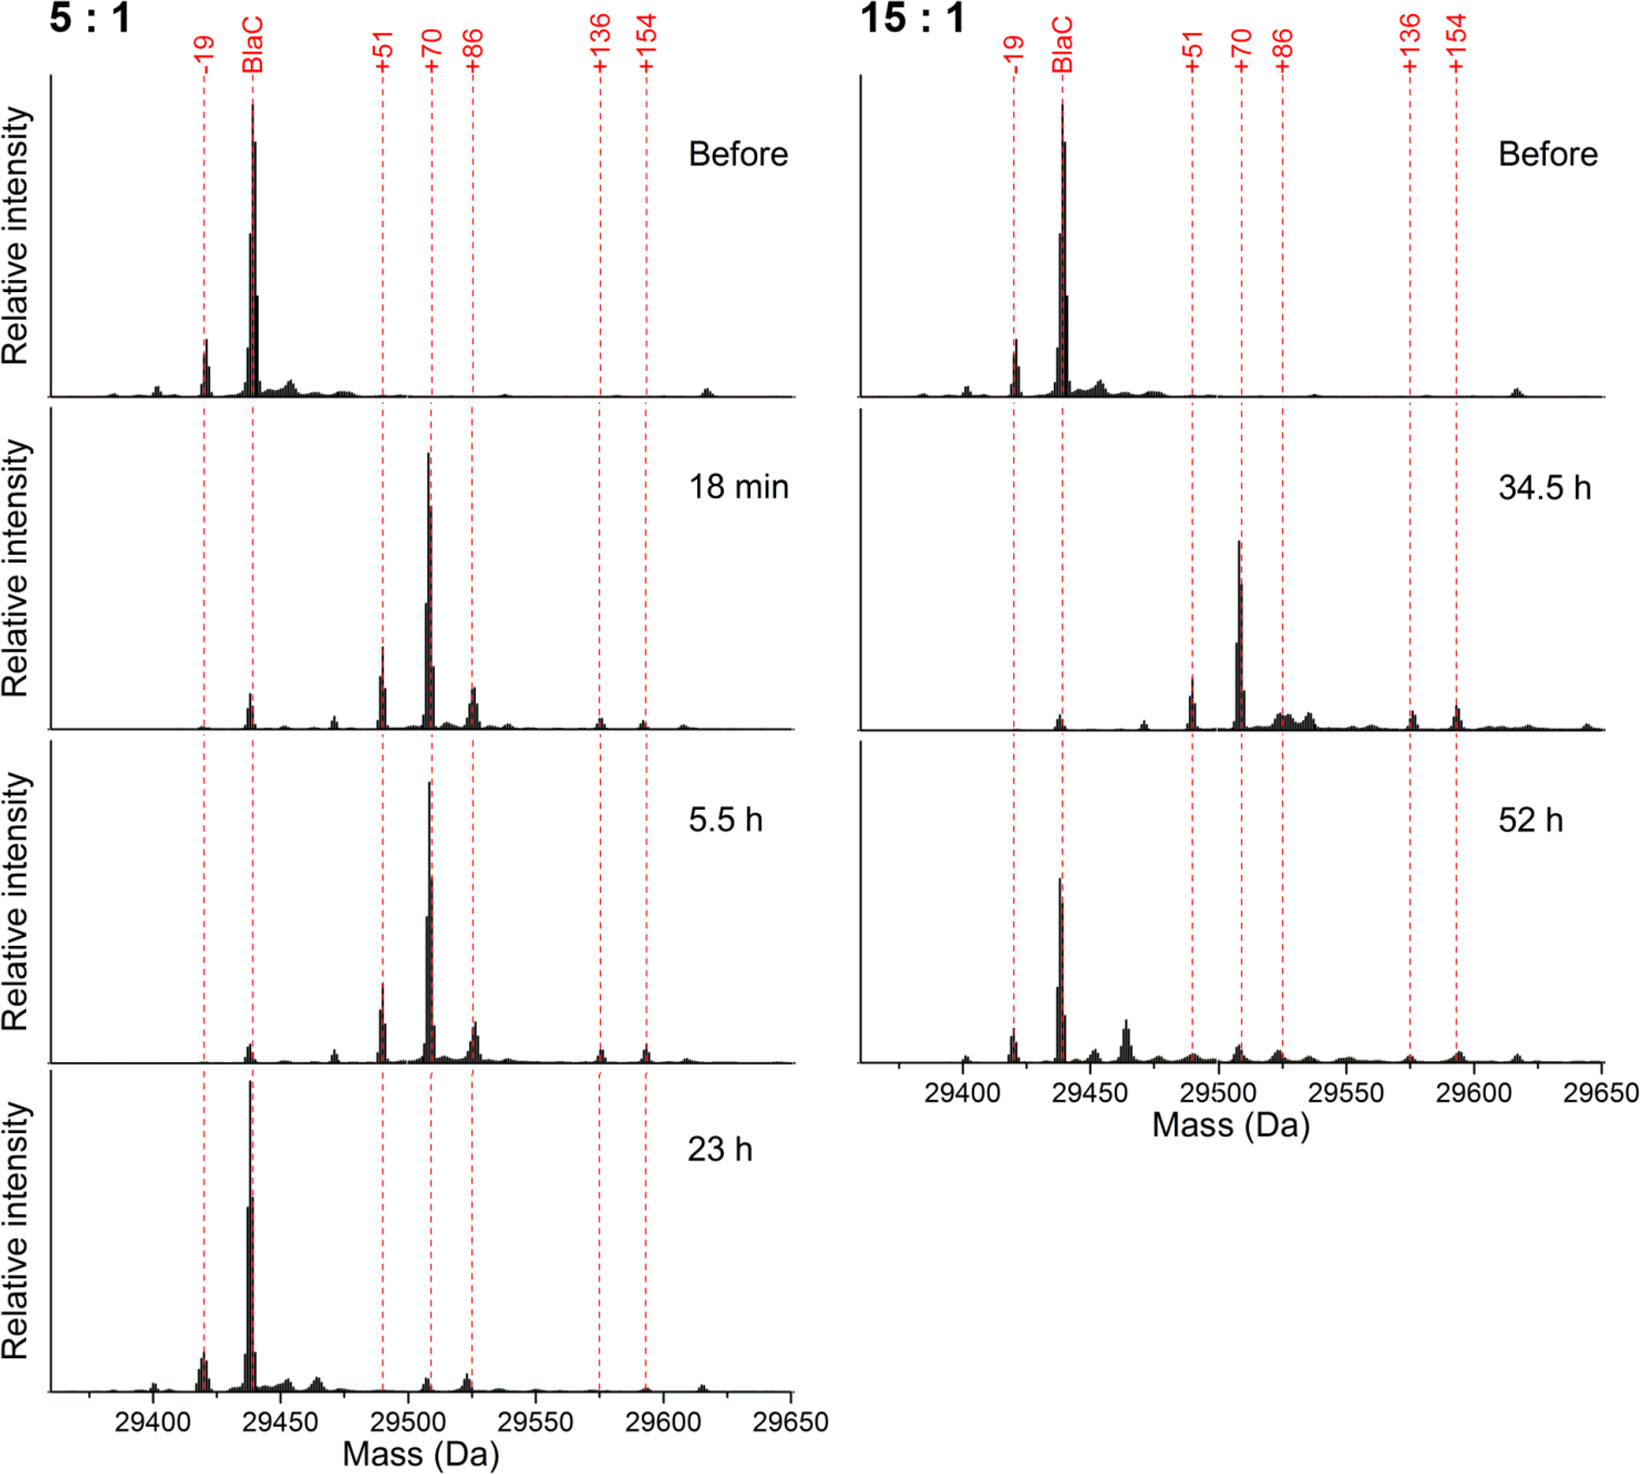 5 : 1
-19
BlaC
+51
+70
+86
+136
+154
Relative intensity
Before
Relative intensity
18 min
Relative intensity
5.5 h
Relative intensity
23 h
29400 29450 29500 29550 29600 29650
Mass (Da)
15 : 1
-19
BlaC
+51
+70
+86
+136
+154
Before
34.5 h
52 h
29400 29450 29500 29550 29600 29650
Mass (Da)